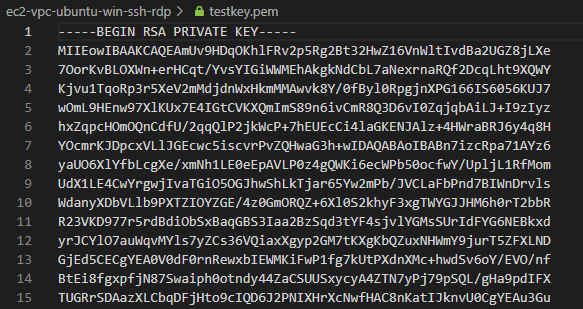 ec2-vpc-ubuntu-win-ssh-rdp > testkey.pem
1 -----BEGIN RSA PRIVATE KEY-----
2 MIIEowIBAAKCAQEAmUv9HDqOKhlFRv2p5Rg2Bt32HwZ16VnWltIvdBa2UGZ8jLXe
3 7OorKvBLOXWn+erHCqt/YvsYIGiWWMEhAkgkNdCbL7aNexrnaRQf2DcqLht9XQWY
4 Kjvu1TqoRp3r5XeV2mMdjdnWxHkmMMAwvk8Y/0fByl0RpgjnXPG166IS6056KUJ7
5 wOmL9HEnw97XlKUx7E4IGtCVKXQmImS89n6ivCmR8Q3D6vI0ZqjqbAiLJ+I9zIyz
6 hxZqpcHOmOQnCdfU/2qqQlP2jkWcP+7hEUEcCi4laGKENJAlz+4HWraBRJ6y4q8H
7 YOcmrKJDpcxVLlJGEcwc5iscvrPvZQHWaG3h+wIDAQABAoIBABn7izcRpa71AYz6
8 yaUO6XlYfbLcgXe/xmNh1LE0eEpAVLP0z4gQWKi6ecWPb50ocfwY/UpljL1RfMom
9 UdX1LE4CwYrgwjIvaTGiO5OGJhwShLkTjar65Yw2mPb/JVCLaFbPnd7BIWnDrvls
10 WdanyXDbVLlb9PXTZIOYZGE/4z0GmORQZ+6Xl0S2khyF3xgTWYGJJHM6h0rT2bbR
11 R23VKD977r5rdBdiObSxBaqGBS3Iaa2BzSqd3tYF4sjvlYGMsSUrIdFYG6NEBkxd
12 yrJCYlO7auWqvMYls7yZCs36VQiaxXgyp2GM7tKXgKbQZuxNHWmY9jurT5ZFXLND
13 GjEd5CECgYEA0V0dF0rnRewxbIEWMKiFwP1fg7kUtPXdnXMc+hwdSv6oY/EVO/nf
14 BtEi8fgxpfjN87Swaiph0otndy44ZaCSUUSxycyA4ZTN7yPj79pSQL/gHa9pdIFX
15 TUGRrSDAazXLCbqDFjHto9cIQD6J2PNIXHrXcNwfHAC8nKatIJknvU0CgYEAu3Gu